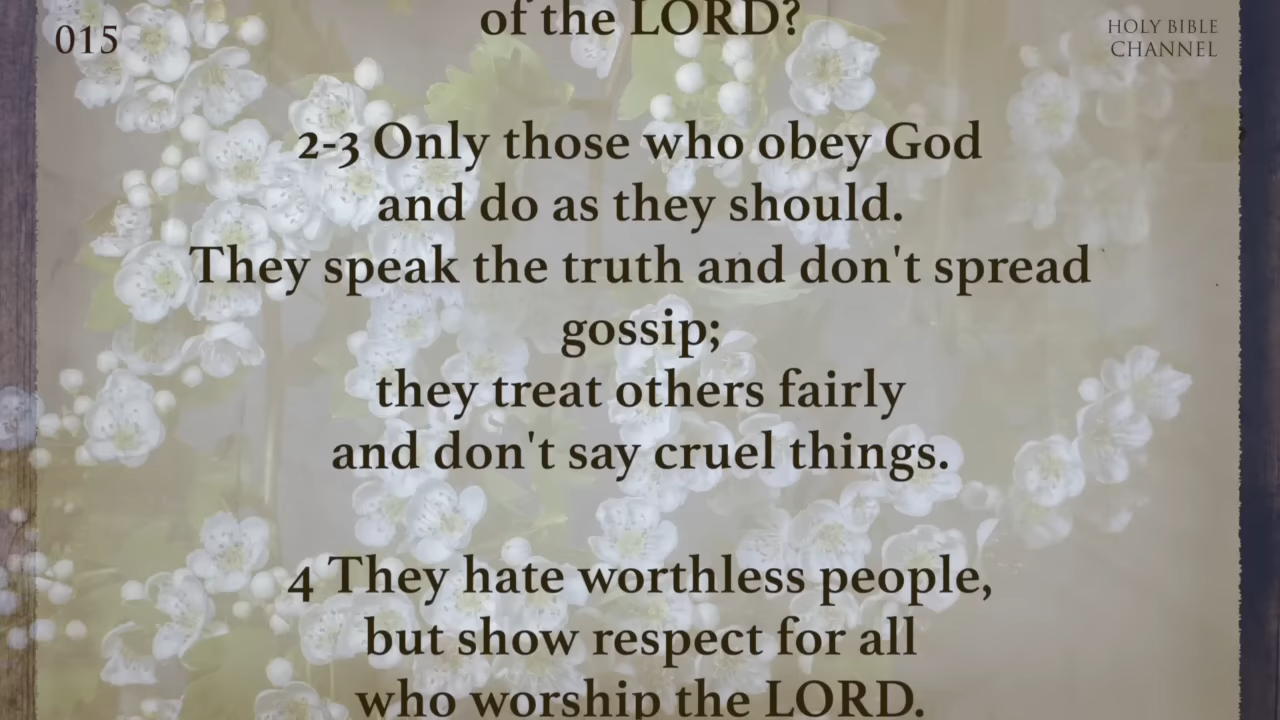 of the LORD?
015
HOLY BIBLE
CHANNEL
2-3 Only those who obey God
and do as they should.
They speak the truth and don't spread
gossip;
they treat others fairly
and don't say cruel things.
4 They hate worthless people,
but show respect for all
who worship the LORD.